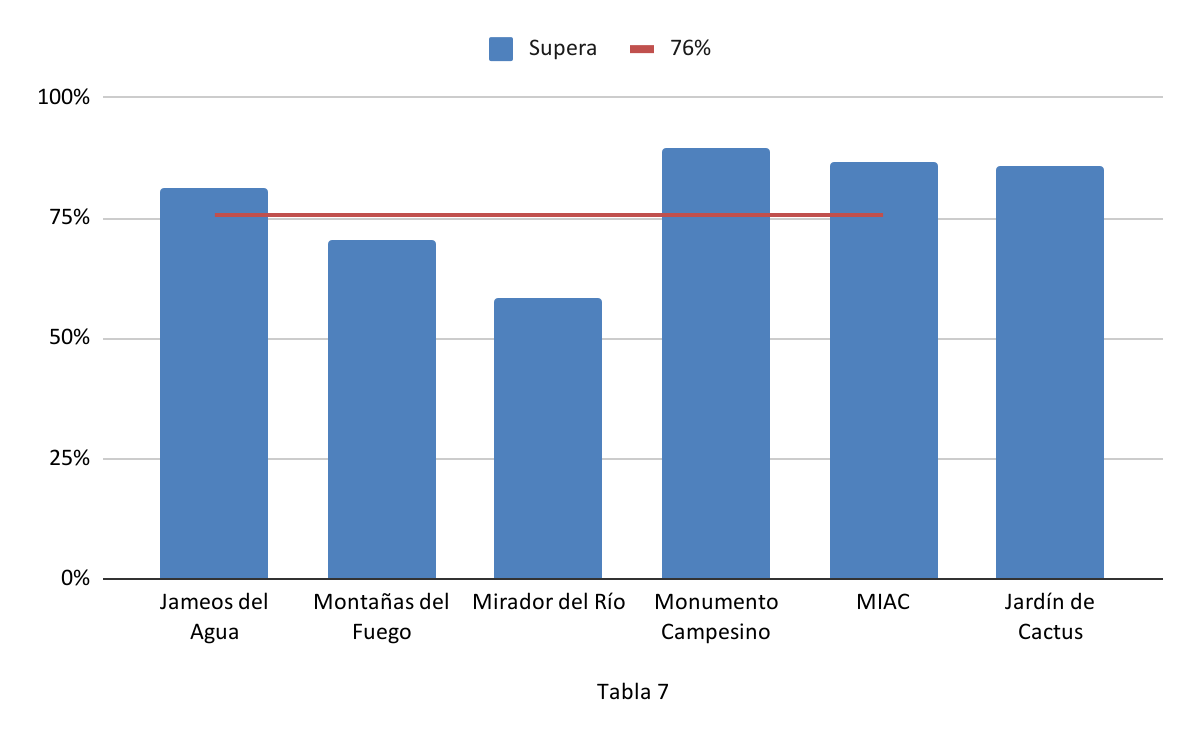 Supera 76%
100%
75%
50%
25%
0%
Jameos del Agua
Montañas del Fuego
Mirador del Río
Monumento Campesino
MIAC
Jardín de Cactus
Tabla 7